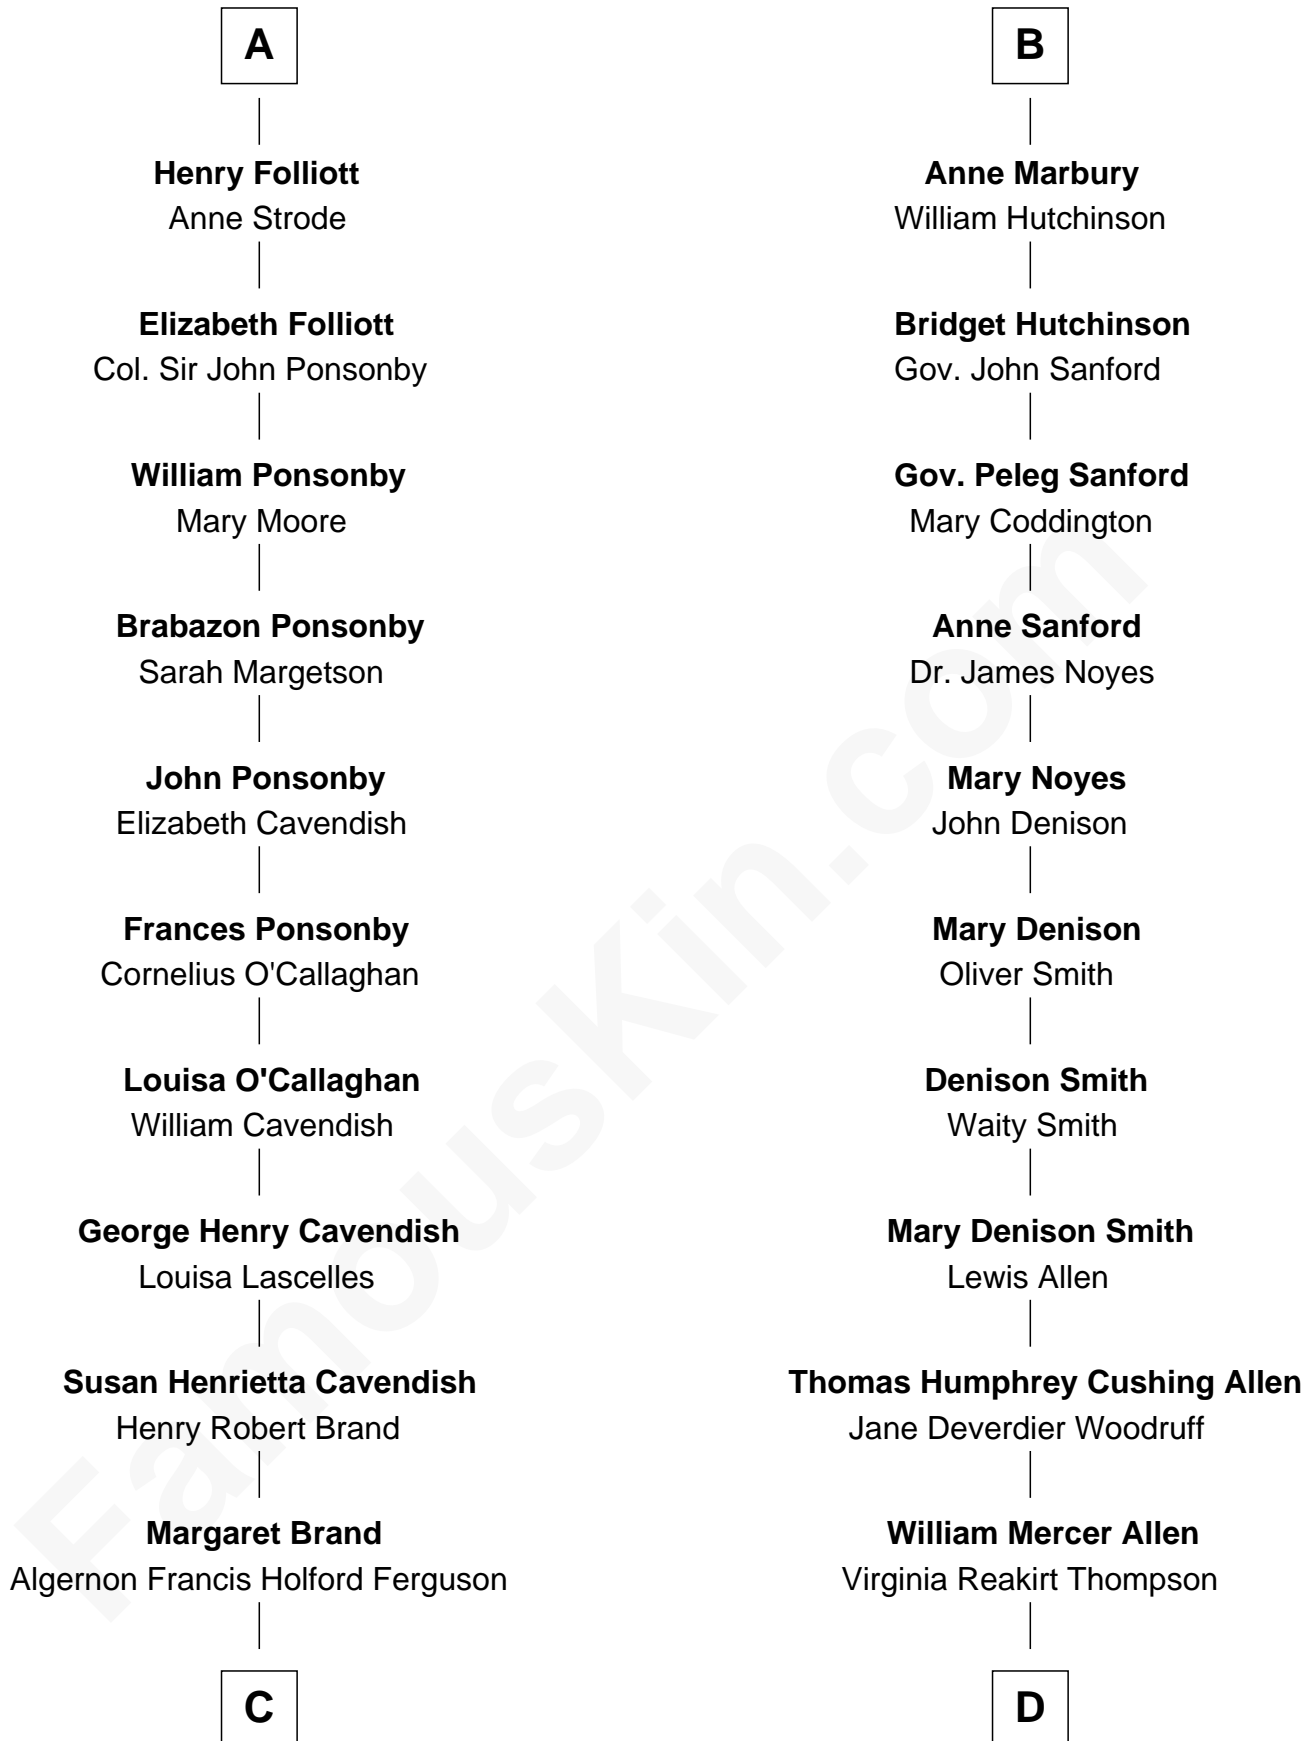 A
Henry Folliott
Anne Strode
Elizabeth Folliott
Col. Sir John Ponsonby
William Ponsonby
Mary Moore
Brabazon Ponsonby
Sarah Margetson
John Ponsonby
Elizabeth Cavendish
Frances Ponsonby
Cornelius O'Callaghan
Louisa O'Callaghan
William Cavendish
George Henry Cavendish
Louisa Lascelles
Susan Henrietta Cavendish
Henry Robert Brand
Margaret Brand
Algernon Francis Holford Ferguson
C
B
Anne Marbury
William Hutchinson
Bridget Hutchinson
Gov. John Sanford
Gov. Peleg Sanford
Mary Coddington
Anne Sanford
Dr. James Noyes
Mary Noyes
John Denison
Mary Denison
Oliver Smith
Denison Smith
Waity Smith
Mary Denison Smith
Lewis Allen
Thomas Humphrey Cushing Allen
Jane Deverdier Woodruff
William Mercer Allen
Virginia Reakirt Thompson
D
FamousKin.com